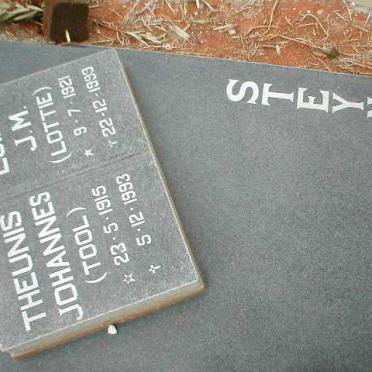 STEY
THEUNIS
JOHANNES
(TOOL)
☆ 23·5·1915
✝ 5·12·1993
J.M.
(LOTTIE)
★ 9·7·1921
✝ 22·12·1993